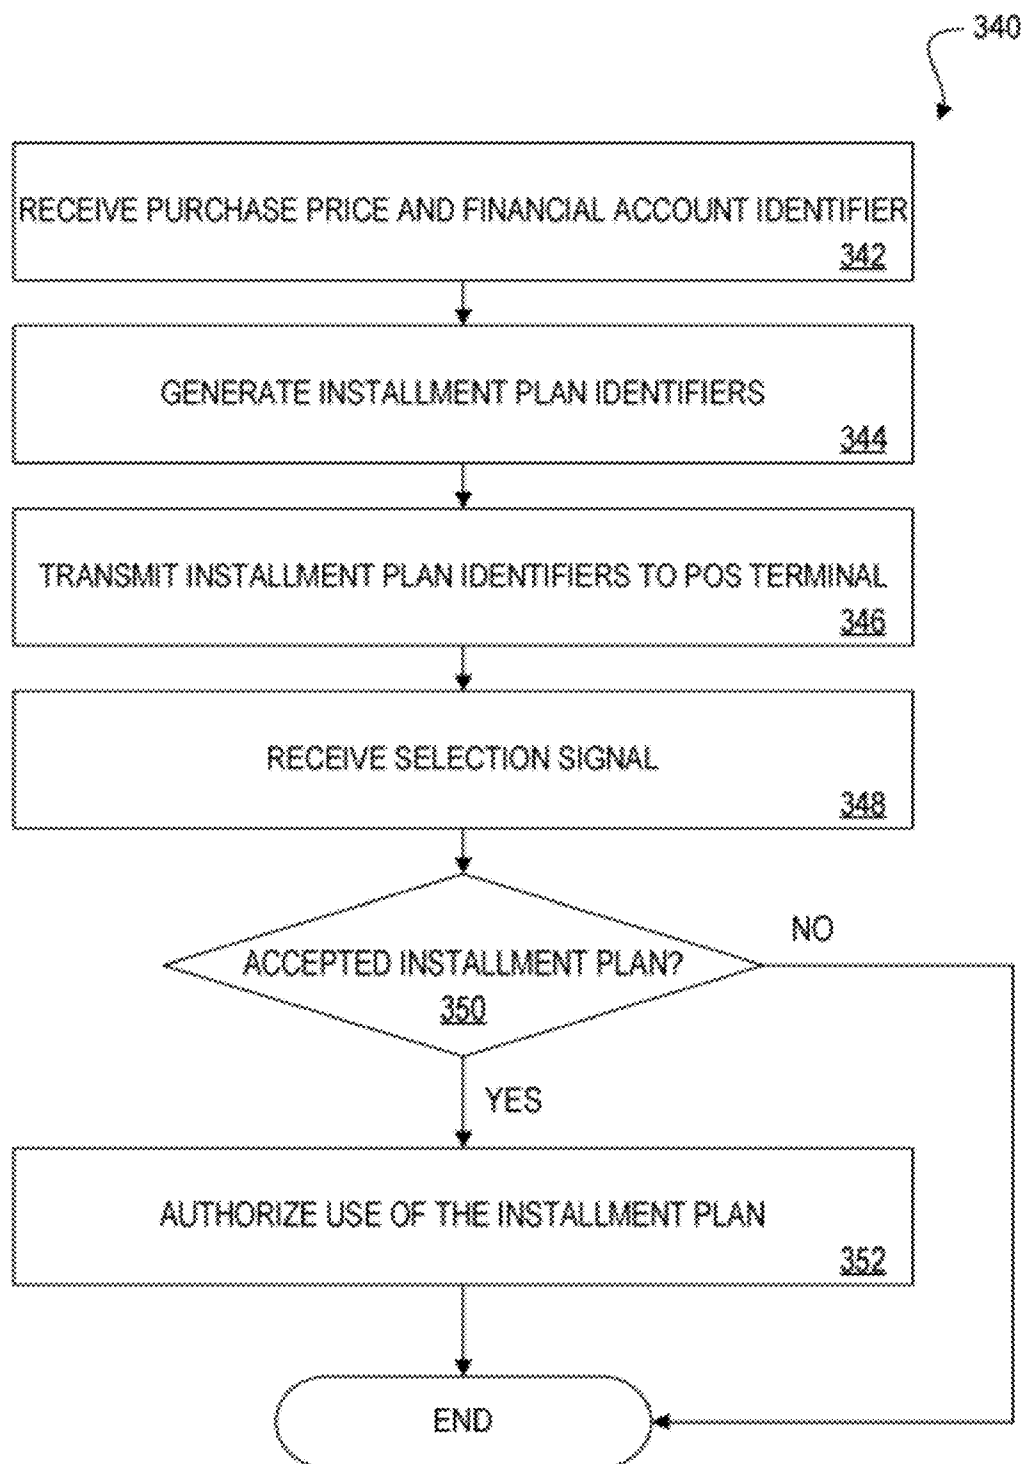 340
RECEIVE PURCHASE PRICE AND FINANCIAL ACCOUNT IDENTIFIER
342
GENERATE INSTALLMENT PLAN IDENTIFIERS
344
TRANSMIT INSTALLMENT PLAN IDENTIFIERS TO POS TERMINAL
346
RECEIVE SELECTION SIGNAL
348
NO
ACCEPTED INSTALLMENT PLAN?
350
YES
AUTHORIZE USE OF THE INSTALLMENT PLAN
352
END